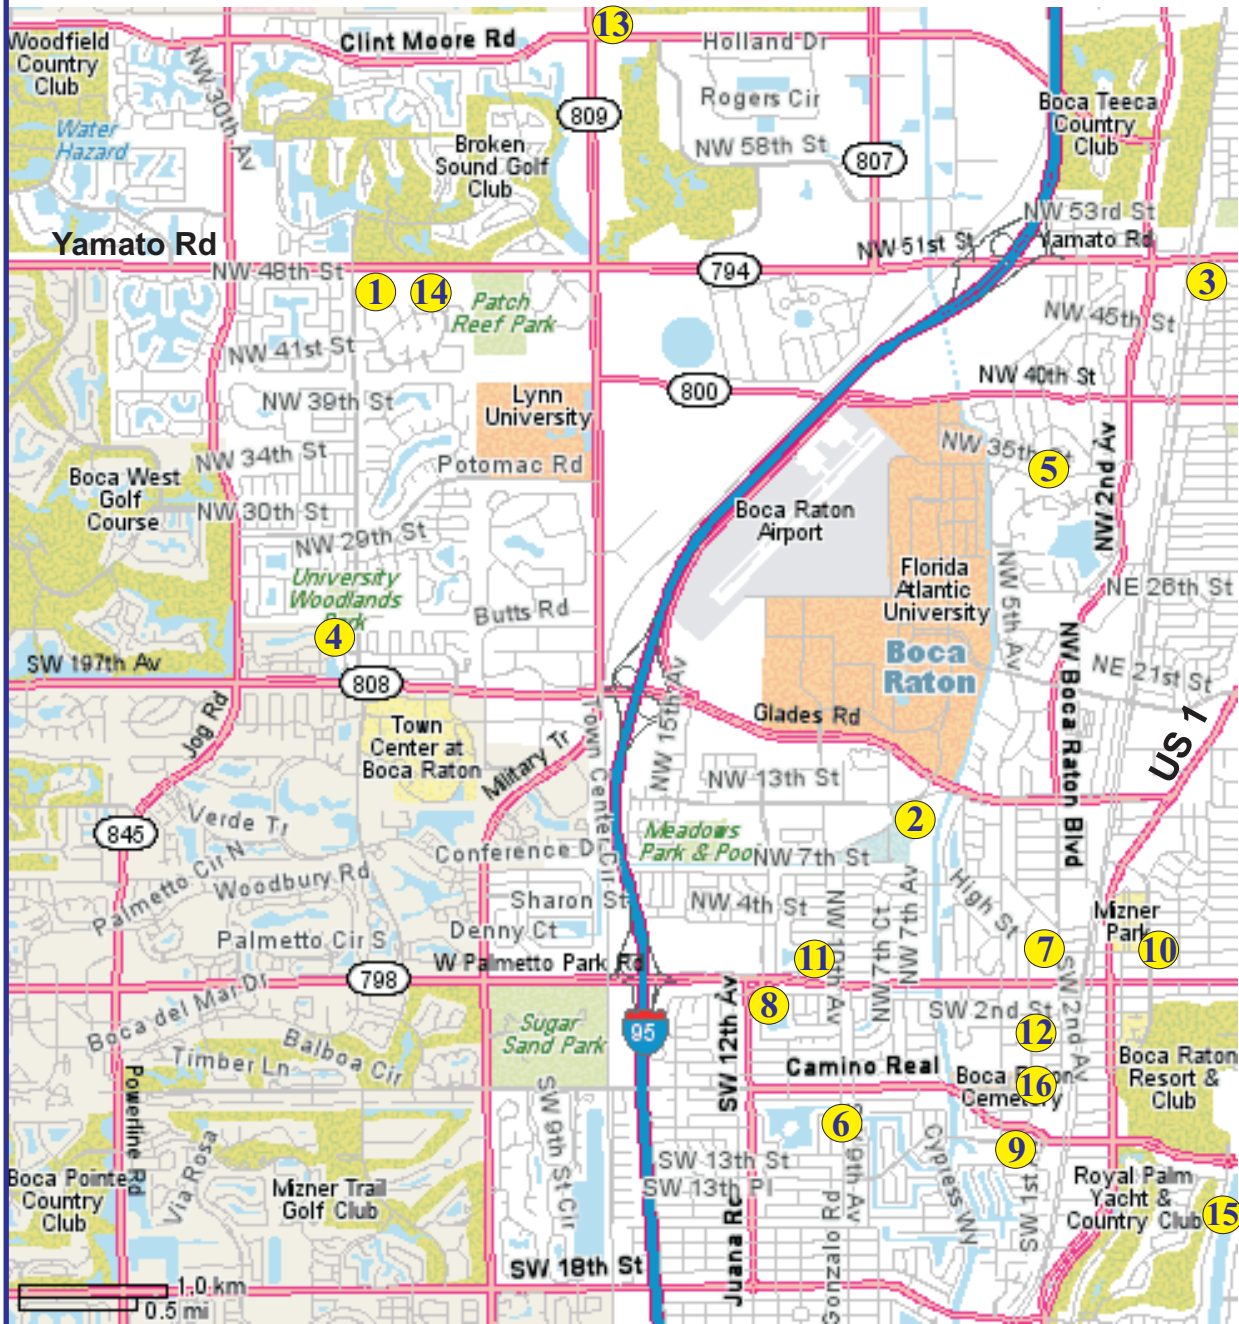 13
Woodfield
Country
Club
Clint Moore Rd
Holland Dr
NW 30th Av
Rogers Cir
809
Boca Teeca
Country
Club
Water
Hazard
Broken
Sound Golf
Club
NW 58th St
807
NW 53rd St
Yamato Rd
NW 51st St
Yamato Rd
NW 48th St
794
3
1
14
Patch
Reef Park
NW 45th St
NW 41st St
NW 40th St
800
NW 39th St
Lynn
University
NW 35th St
NW 2nd Av
5
NW 34th St
Potomac Rd
Boca West
Golf
Course
NW 30th St
Boca Raton
Airport
NW 29th St
University
Woodlands
Park
Florida
Atlantic
University
NW 5th Av
NE 26th St
Butts Rd
4
Boca
Raton
SW 197th Av
NE 21st St
808
NW 15th Av
NW Boca Raton Blvd
Jog Rd
Town
Center at
Boca Raton
Military Tr
Town Center Cir
Glades Rd
US 1
NW 13th St
845
Verde Tr
2
Meadows
Park & Pool
NW 7th St
Conference D
Palmetto Cir N
Woodbury Rd
Sharon St
NW 4th St
NW 10th Av
NW 7th Ct
NW 7th Av
High St
Mizner
Park
Denny Ct
Palmetto Cir S
7
10
W Palmetto Park Rd
11
798
Boca del Mar Dr
8
SW 12th Av
SW 2nd St
SW 2nd Av
Sugar
Sand Park
95
12
Timber Ln
Balboa Cir
Camino Real
Boca Raton
Cemetery
16
Boca Raton
Resort &
Club
Powerline Rd
SW 9th St Cir
6
SW 9th Av
Cypress Wy
9
SW 1st
Via Rosa
SW 13th St
SW 13th Pl
Boca Pointe
Country
Club
Mizner Trail
Golf Club
Royal Palm
Yacht &
Country Club
15
Juana Rd
Gonzalo Rd
SW 18th St
1.0 km
0.5 mi